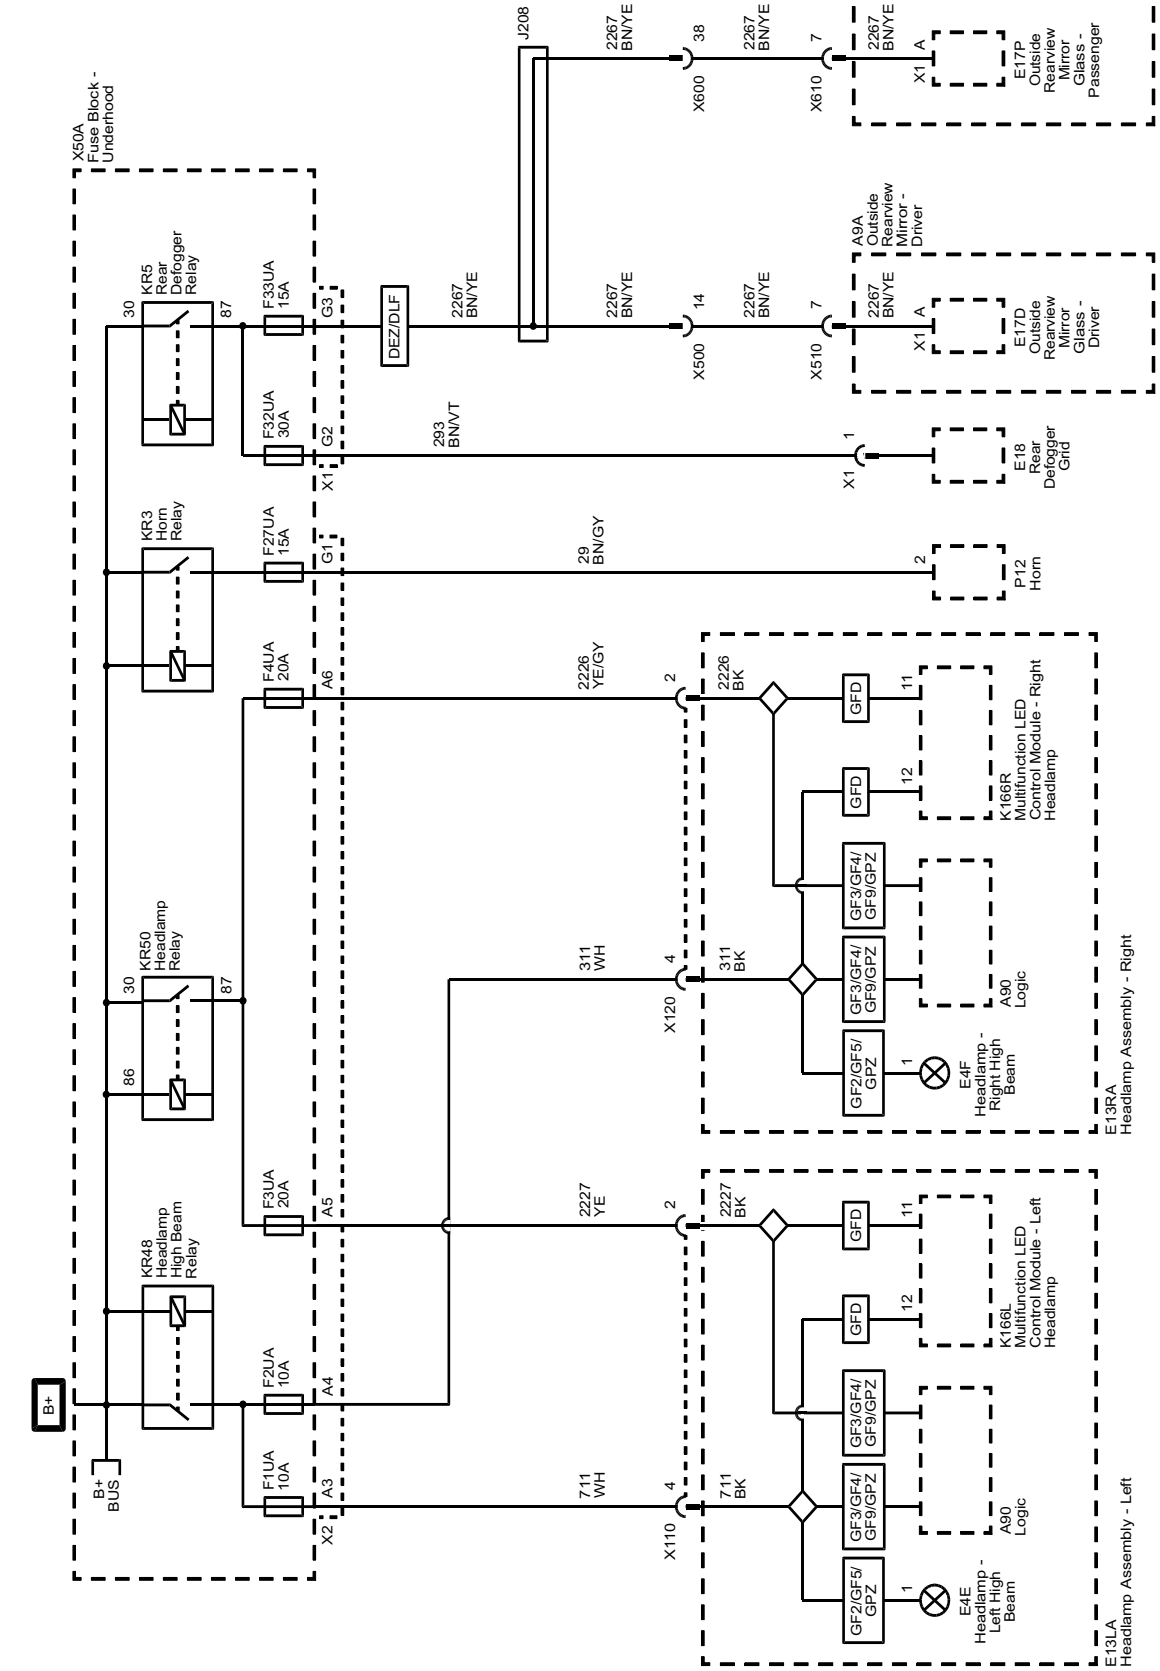 B+
B+
BUS
X50A
Fuse Block -
Underhood
KR48
Headlamp
High Beam
Relay
86
30
KR50
Headlamp
Relay
87
KR3
Horn
Relay
30
KR5
Rear
Defogger
Relay
87
F1UA
10A
F2UA
10A
F3UA
20A
F4UA
20A
F27UA
15A
F32UA
30A
F33UA
15A
X2
A3
A4
A5
A6
G1
X1
G2
G3
DEZ/DLF
2267
BN/YE
293
BN/VT
J208
711
WH
2227
YE
311
WH
2226
YE/GY
29
BN/GY
2267
BN/YE
2267
BN/YE
X110
4
2
X120
4
2
X500
14
X600
38
711
BK
2227
BK
311
BK
2226
BK
2267
BN/YE
2267
BN/YE
X510
7
X610
7
GF2/GF5/
GPZ
GF3/GF4/
GF9/GPZ
GF3/GF4/
GF9/GPZ
GFD
GFD
GF2/GF5/
GPZ
GF3/GF4/
GF9/GPZ
GF3/GF4/
GF9/GPZ
GFD
GFD
X1
1
2267
BN/YE
2267
BN/YE
A9A
Outside
Rearview
Mirror -
Driver
1
12
11
1
12
11
2
X1
A
X1
A
E4E
Headlamp -
Left High
Beam
A90
Logic
K166L
Multifunction LED
Control Module - Left
Headlamp
E4F
Headlamp -
Right High
Beam
A90
Logic
K166R
Multifunction LED
Control Module - Right
Headlamp
P12
Horn
E18
Rear
Defogger
Grid
E17D
Outside
Rearview
Mirror
Glass -
Driver
E17P
Outside
Rearview
Mirror
Glass -
Passenger
E13LA
Headlamp Assembly - Left
E13RA
Headlamp Assembly - Right